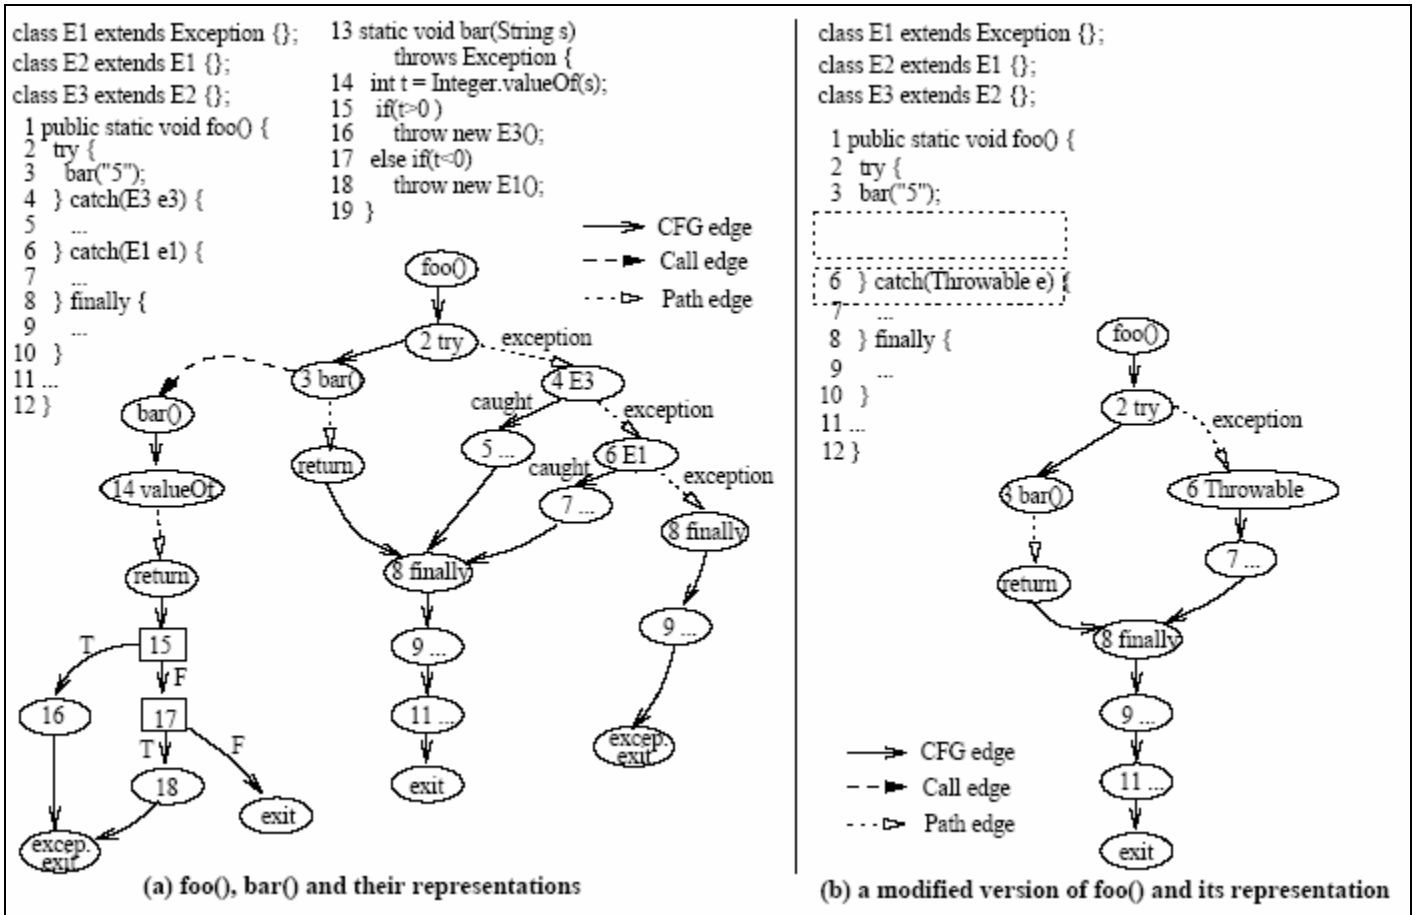 class E1 extends Exception {};
class E2 extends E1 {};
class E3 extends E2 {};
1 public static void foo() {
2 try {
3 bar("5");
4 } catch(E3 e3) {
5 ...
6 } catch(E1 e1) {
7 ...
8 } finally {
9 ...
10 }
11 ...
12 }
13 static void bar(String s)
throws Exception {
14 int t = Integer.valueOf(s);
15 if(t>0 )
16 throw new E3();
17 else if(t<0)
18 throw new E1();
19 }
CFG edge
Call edge
Path edge
foo()
2 try
exception
3 bar()
4 E3
bar()
caught
exception
return
5 ...
6 E1
14 valueOf
caught
exception
7 ...
8 finally
return
8 finally
15
T
F
9 ...
9 ...
16
17
11 ...
T
F
excep.
exit
18
exit
exit
excep.
exit
(a) foo(), bar() and their representations
class E1 extends Exception {};
class E2 extends E1 {};
class E3 extends E2 {};
1 public static void foo() {
2 try {
3 bar("5");
6 } catch(Throwable e) {
7 ...
8 } finally {
9 ...
10 }
11 ...
12 }
foo()
2 try
exception
3 bar()
6 Throwable
return
7 ...
8 finally
9 ...
11 ...
exit
CFG edge
Call edge
Path edge
(b) a modified version of foo() and its representation